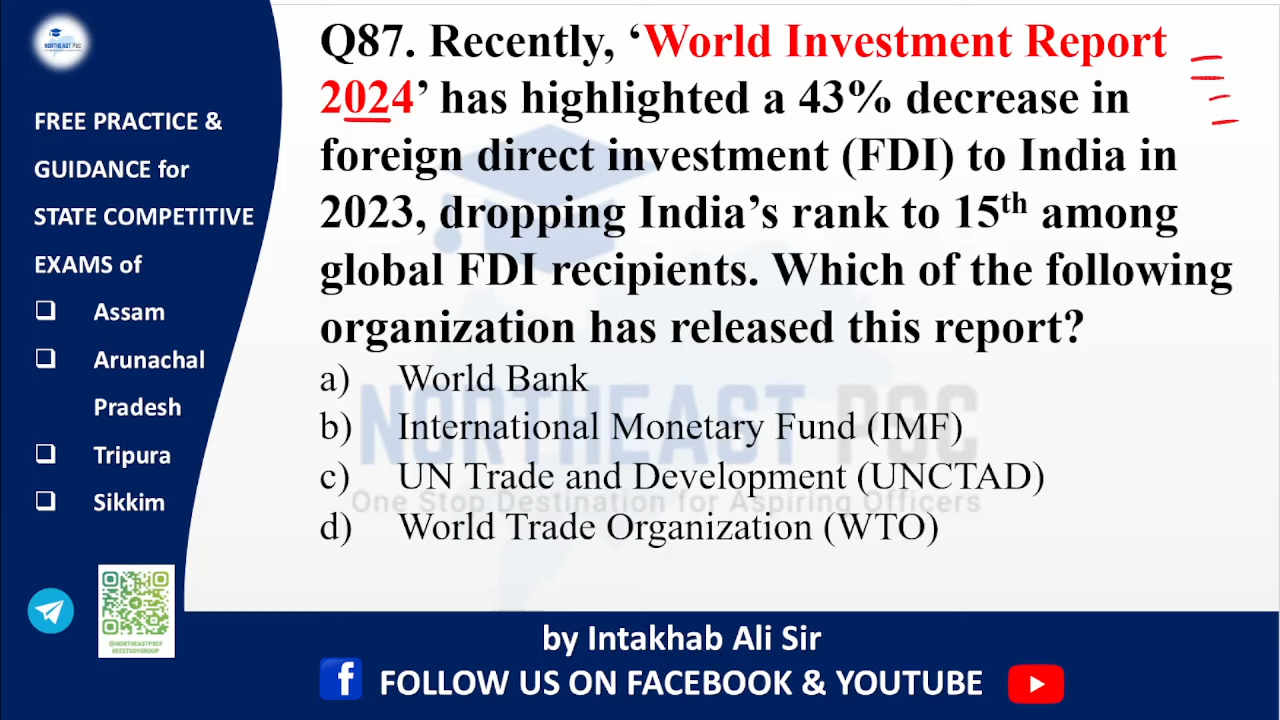 NORTHEAST PSC
FREE PRACTICE &
GUIDANCE for
STATE COMPETITIVE
EXAMS of
❑ Assam
❑ Arunachal
Pradesh
❑ Tripura
❑ Sikkim
@NORTHEASTPSCF
REESTUDYGROUP
Q87. Recently, ‘World Investment Report
2024’ has highlighted a 43% decrease in
foreign direct investment (FDI) to India in
2023, dropping India’s rank to 15th among
global FDI recipients. Which of the following
organization has released this report?
a) World Bank
b) International Monetary Fund (IMF)
c) UN Trade and Development (UNCTAD)
d) World Trade Organization (WTO)
NORTHEAST PSC
One Stop Destination for Aspiring Officers
by Intakhab Ali Sir
f FOLLOW US ON FACEBOOK & YOUTUBE